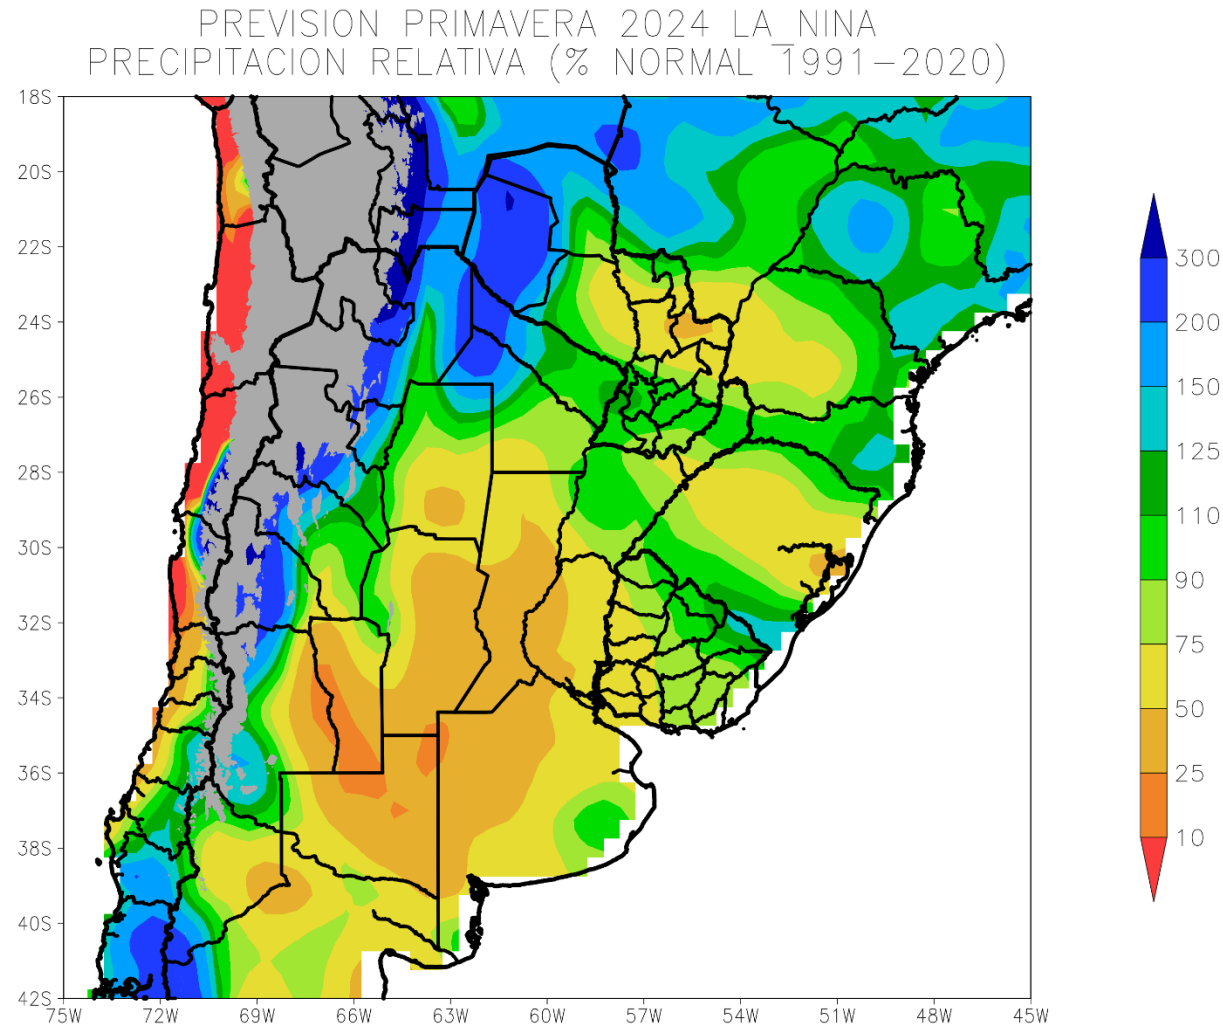 PREVISION PRIMAVERA 2024 LA_NINA
PRECIPITACION RELATIVA (% NORMAL 1991-2020)
18S
20S
22S
24S
26S
28S
30S
32S
34S
36S
38S
40S
42S
75W 72W 69W 66W 63W 60W 57W 54W 51W 48W 45W
300
200
150
125
110
90
75
50
25
10